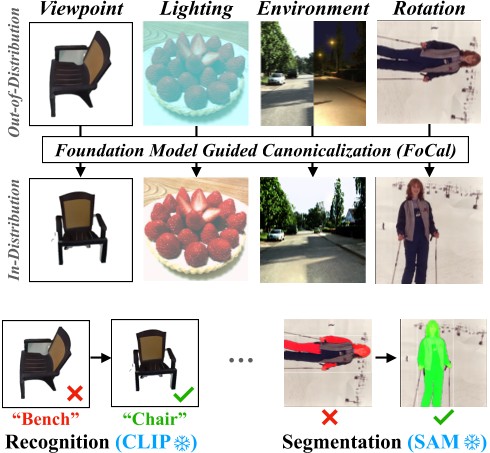 Viewpoint Lighting Environment Rotation
Out-of-Distribution
Foundation Model Guided Canonicalization (FoCal)
In-Distribution
"Bench" "Chair"
Recognition (CLIP❄) Segmentation (SAM❄)